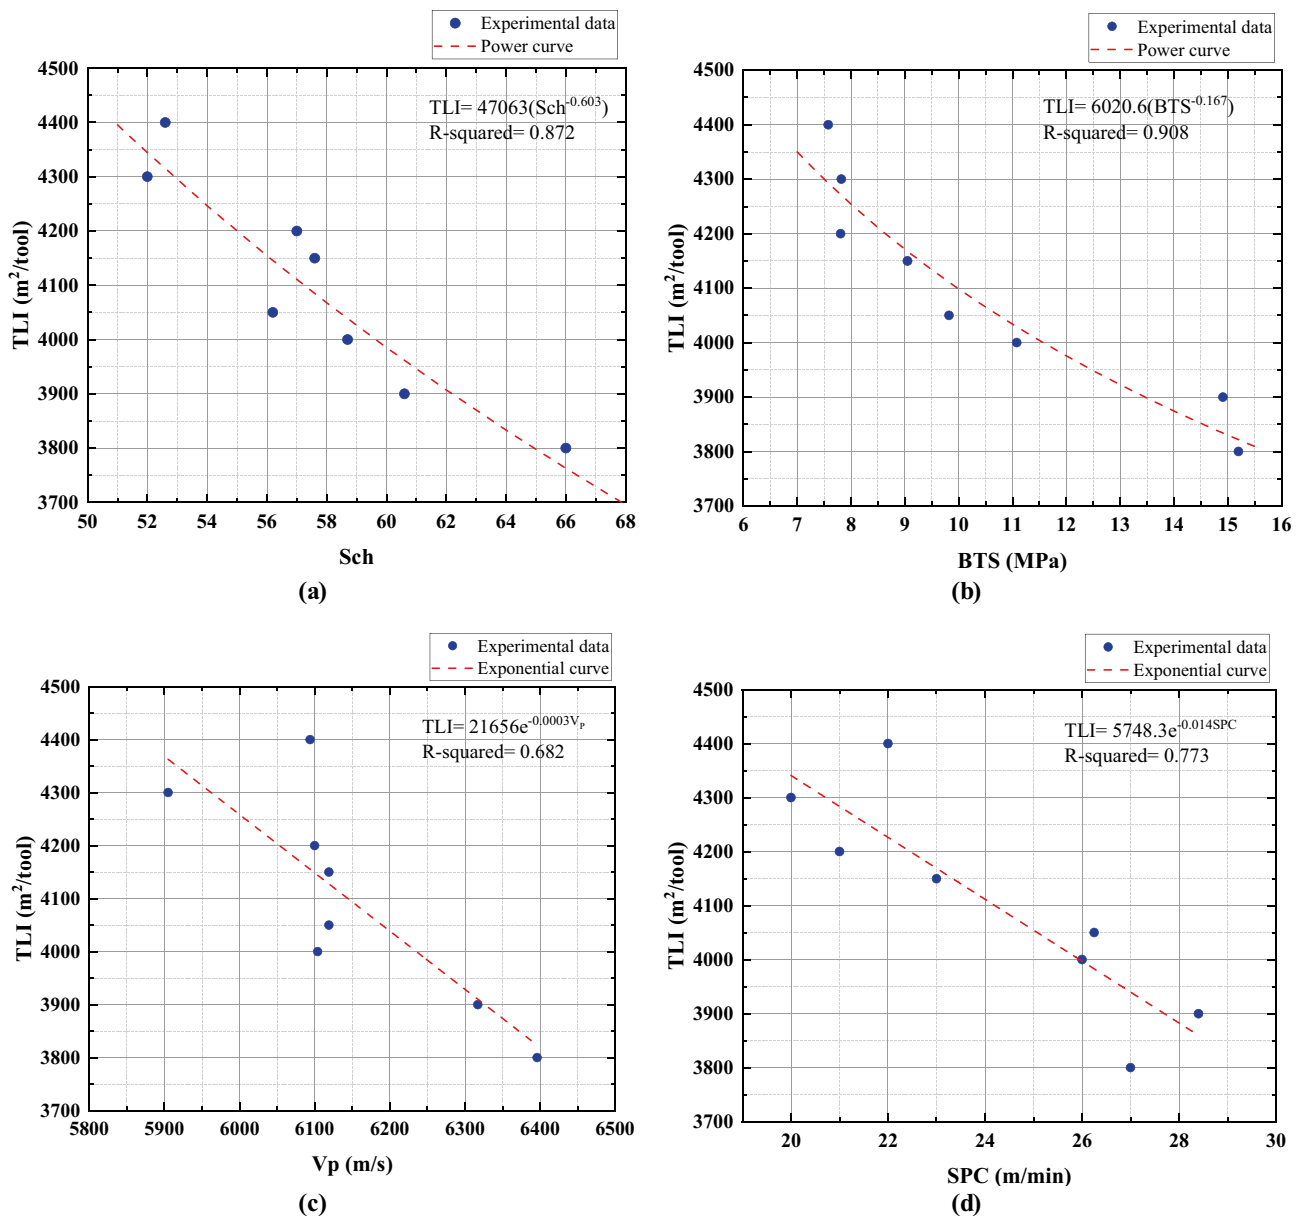 Experimental data
Power curve
TLI= 47063(Sch^-0.603)
R-squared= 0.872
4500
4400
4300
4200
4100
4000
3900
3800
3700
TLI (m²/tool)
50 52 54 56 58 60 62 64 66 68
Sch
(a)
Experimental data
Power curve
TLI= 6020.6(BTS^-0.167)
R-squared= 0.908
4500
4400
4300
4200
4100
4000
3900
3800
3700
TLI (m²/tool)
6 7 8 9 10 11 12 13 14 15 16
BTS (MPa)
(b)
Experimental data
Exponential curve
TLI= 21656e^-0.0003V_P
R-squared= 0.682
4500
4400
4300
4200
4100
4000
3900
3800
3700
TLI (m²/tool)
5800 5900 6000 6100 6200 6300 6400 6500
Vp (m/s)
(c)
Experimental data
Exponential curve
TLI= 5748.3e^-0.014SPC
R-squared= 0.773
4500
4400
4300
4200
4100
4000
3900
3800
3700
TLI (m²/tool)
20 22 24 26 28 30
SPC (m/min)
(d)